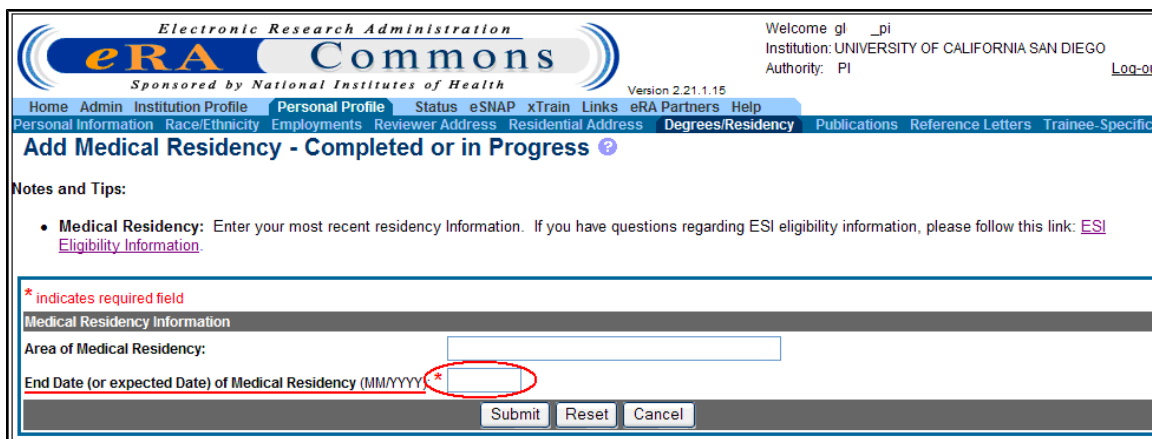 Electronic Research Administration
eRA Commons
Sponsored by National Institutes of Health
Version 2.21.1.15
Welcome gl _pi
Institution: UNIVERSITY OF CALIFORNIA SAN DIEGO
Authority: PI
Home Admin Institution Profile Personal Profile Status eSNAP xTrain Links eRA Partners Help
Personal Information Race/Ethnicity Employments Reviewer Address Residential Address Degrees/Residency Publications Reference Letters Trainee-Specific
Add Medical Residency - Completed or in Progress ?
Notes and Tips:
• Medical Residency: Enter your most recent residency Information. If you have questions regarding ESI eligibility information, please follow this link: ESI
Eligibility Information.
* indicates required field
Medical Residency Information
Area of Medical Residency:
End Date (or expected Date) of Medical Residency (MM/YYYY): *
Submit Reset Cancel